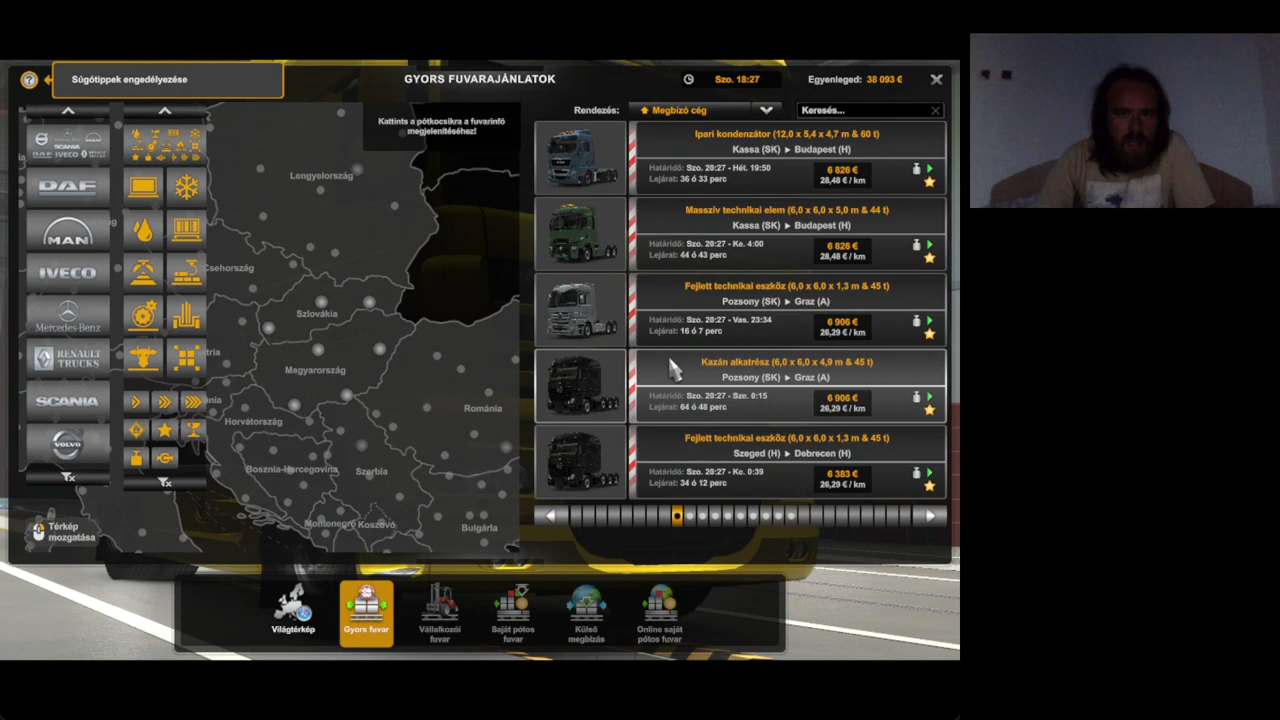 Súgótippek engedélyezése
GYORS FUVARAJÁNLATOK
Szo. 18:27
Egyenleged: 38 093 €
Kattints a pótkocsikra a fuvarinfó
megjelenítéséhez!
Rendezés:
Megbízó cég
Keresés...
DAF
MAN
IVECO
Mercedes-Benz
RENAULT
TRUCKS
SCANIA
VOLVO
Lengyelország
Csehország
Szlovákia
Magyarország
Románia
Horvátország
Bosznia-Hercegovina
Szerbia
Montenegró
Koszovó
Bulgária
Térkép
mozgatása
Ipari kondenzátor (12,0 x 5,4 x 4,7 m & 60 t)
Kassa (SK) ▸ Budapest (H)
Határidő: Szo. 20:27 - Hét. 19:50
Lejárat: 36 ó 33 perc
6 826 €
28,48 € / km
Masszív technikai elem (6,0 x 6,0 x 5,0 m & 44 t)
Kassa (SK) ▸ Budapest (H)
Határidő: Szo. 20:27 - Ke. 4:00
Lejárat: 44 ó 43 perc
6 826 €
28,48 € / km
Fejlett technikai eszköz (6,0 x 6,0 x 1,3 m & 45 t)
Pozsony (SK) ▸ Graz (A)
Határidő: Szo. 20:27 - Vas. 23:34
Lejárat: 16 ó 7 perc
6 906 €
26,29 € / km
Kazán alkatrész (6,0 x 6,0 x 4,9 m & 45 t)
Pozsony (SK) ▸ Graz (A)
Határidő: Szo. 20:27 - Sze. 0:15
Lejárat: 64 ó 48 perc
6 906 €
26,29 € / km
Fejlett technikai eszköz (6,0 x 6,0 x 1,3 m & 45 t)
Szeged (H) ▸ Debrecen (H)
Határidő: Szo. 20:27 - Ke. 0:39
Lejárat: 34 ó 12 perc
6 383 €
26,29 € / km
Világtérkép
Gyors fuvar
Vállalkozói
fuvar
Saját pótos
fuvar
Külső
megbízás
Online saját
pótos fuvar